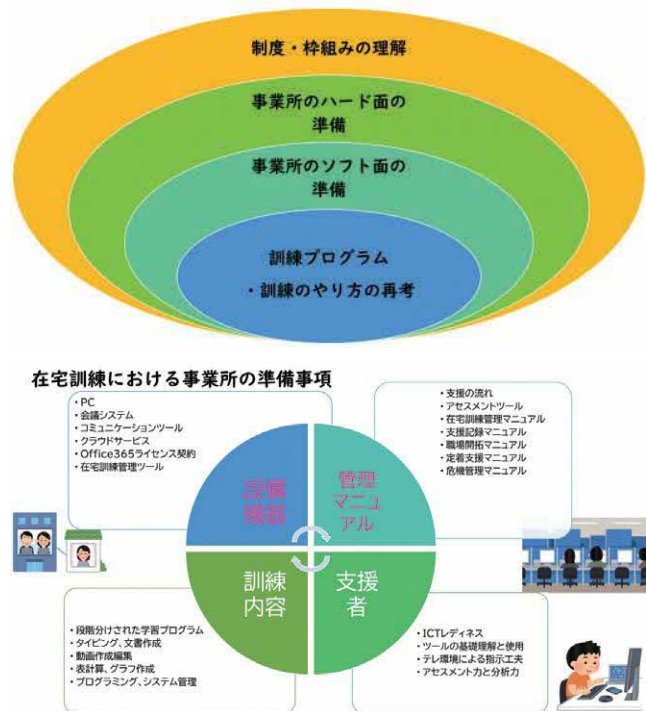 制度・枠組みの理解
事業所のハード面の
準備
事業所のソフト面の
準備
訓練プログラム
・訓練のやり方の再考
在宅訓練における事業所の準備事項
・PC
・会議システム
・コミュニケーションツール
・クラウドサービス
・Office365ライセンス契約
・在宅訓練管理ツール
・支援の流れ
・アセスメントツール
・在宅訓練管理マニュアル
・支援記録マニュアル
・職場開拓マニュアル
・定着支援マニュアル
・危機管理マニュアル
設備
機器
管理
マニュ
アル
訓練
内容
支援
者
・段階分けされた学習プログラム
・タイピング、文書作成
・動画作成編集
・表計算、グラフ作成
・プログラミング、システム管理
・ICTレディネス
・ツールの基礎理解と使用
・テレ環境による指示工夫
・アセスメント力と分析力